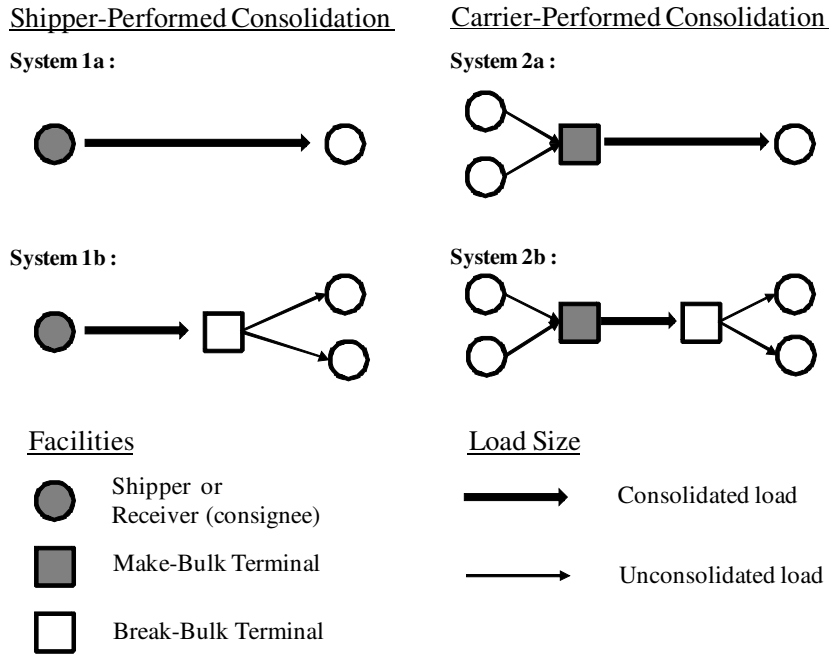 Shipper-Performed Consolidation
Carrier-Performed Consolidation
System 1a :
System 2a :
System 1b :
System 2b :
Facilities
Shipper or
Receiver (consignee)
Make-Bulk Terminal
Break-Bulk Terminal
Load Size
Consolidated load
Unconsolidated load